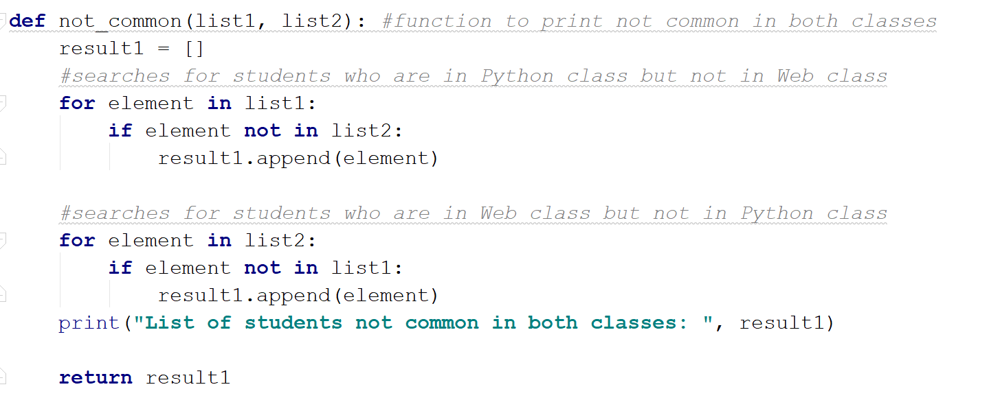 def not_common(list1, list2): #function to print not common in both classes
    result1 = []
    #searches for students who are in Python class but not in Web class
    for element in list1:
        if element not in list2:
            result1.append(element)

    #searches for students who are in Web class but not in Python class
    for element in list2:
        if element not in list1:
            result1.append(element)
    print("List of students not common in both classes: ", result1)

    return result1